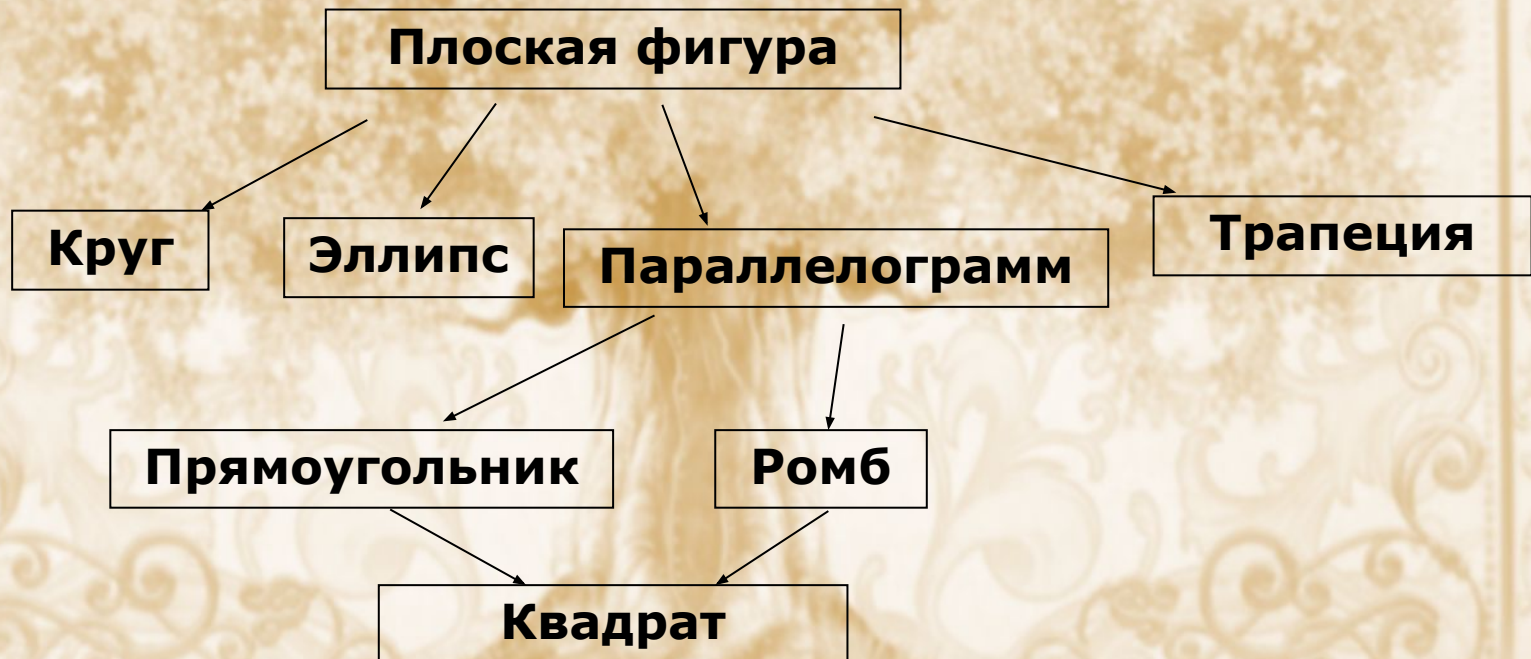 Плоская фигура
Круг
Эллипс
Параллелограмм
Трапеция
Прямоугольник
Ромб
Квадрат